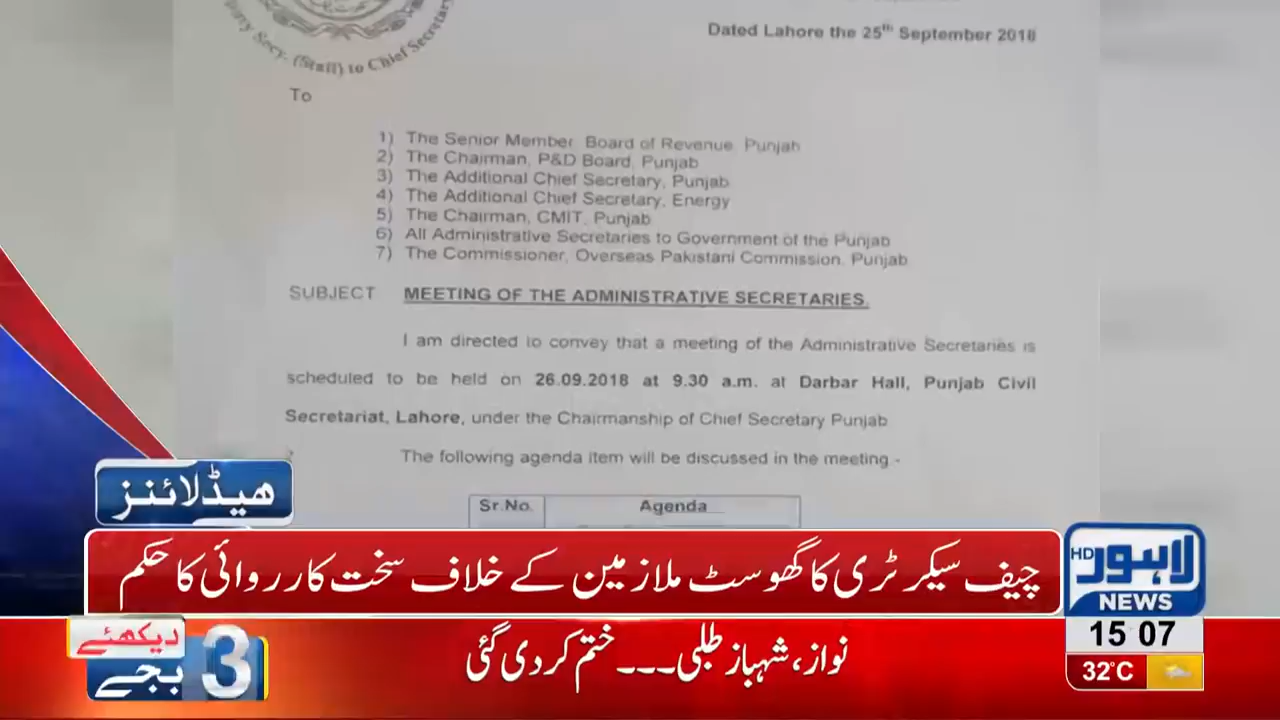 Dated Lahore the 25th September 2018
(Staff) to Chief Secretary
To
1) The Senior Member, Board of Revenue, Punjab
2) The Chairman, P&D Board, Punjab
3) The Additional Chief Secretary, Punjab
4) The Additional Chief Secretary, Energy
5) The Chairman, CMIT, Punjab
6) All Administrative Secretaries to Government of the Punjab
7) The Commissioner, Overseas Pakistani Commission, Punjab
SUBJECT MEETING OF THE ADMINISTRATIVE SECRETARIES.
I am directed to convey that a meeting of the Administrative Secretaries is
scheduled to be held on 26.09.2018 at 9.30 a.m. at Darbar Hall, Punjab Civil
Secretariat, Lahore, under the Chairmanship of Chief Secretary Punjab
The following agenda item will be discussed in the meeting -
Sr.No. Agenda
ہیڈلائنز
چیف سیکرٹری کا گھوسٹ ملازمین کے خلاف سخت کارروائی کا حکم
لاہور HD
NEWS
15 07
32°C
دیکھئے
3 بجے
نواز، شہباز طلبی۔۔۔ ختم کر دی گئی